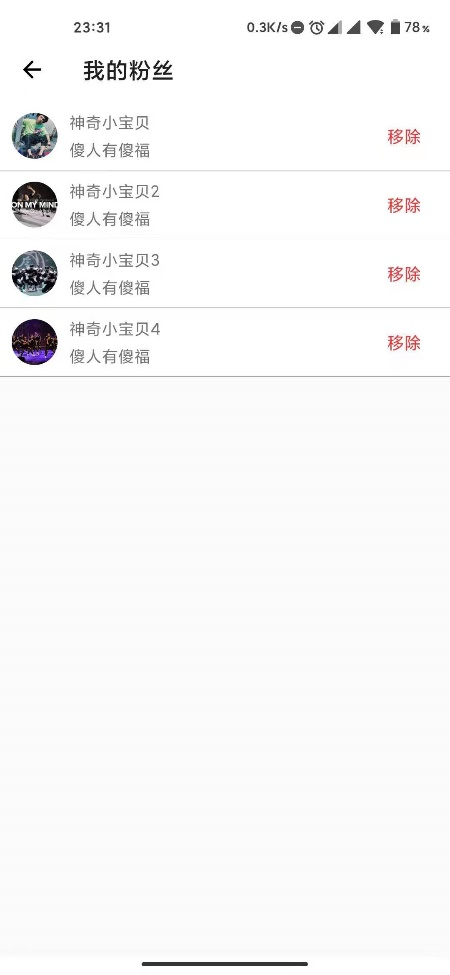 23:31 0.3K/s 78%
我的粉丝
神奇小宝贝
傻人有傻福
移除
ON MY MIND
神奇小宝贝2
傻人有傻福
移除
神奇小宝贝3
傻人有傻福
移除
神奇小宝贝4
傻人有傻福
移除